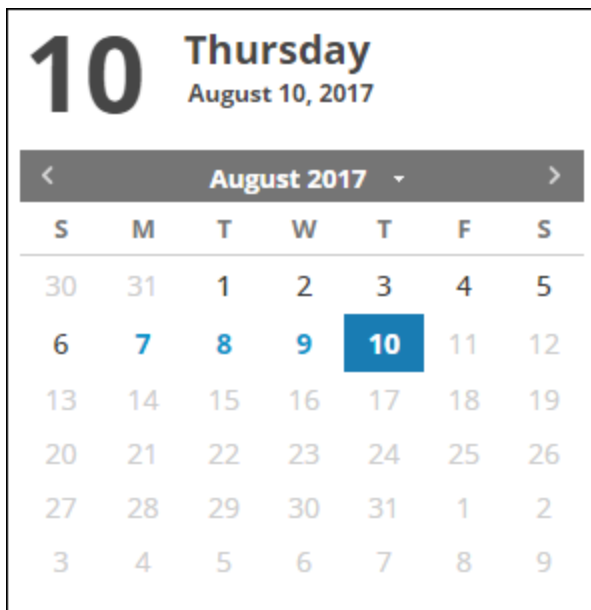 10
Thursday
August 10, 2017
August 2017
S M T W T F S
30 31 1 2 3 4 5
6 7 8 9 10 11 12
13 14 15 16 17 18 19
20 21 22 23 24 25 26
27 28 29 30 31 1 2
3 4 5 6 7 8 9